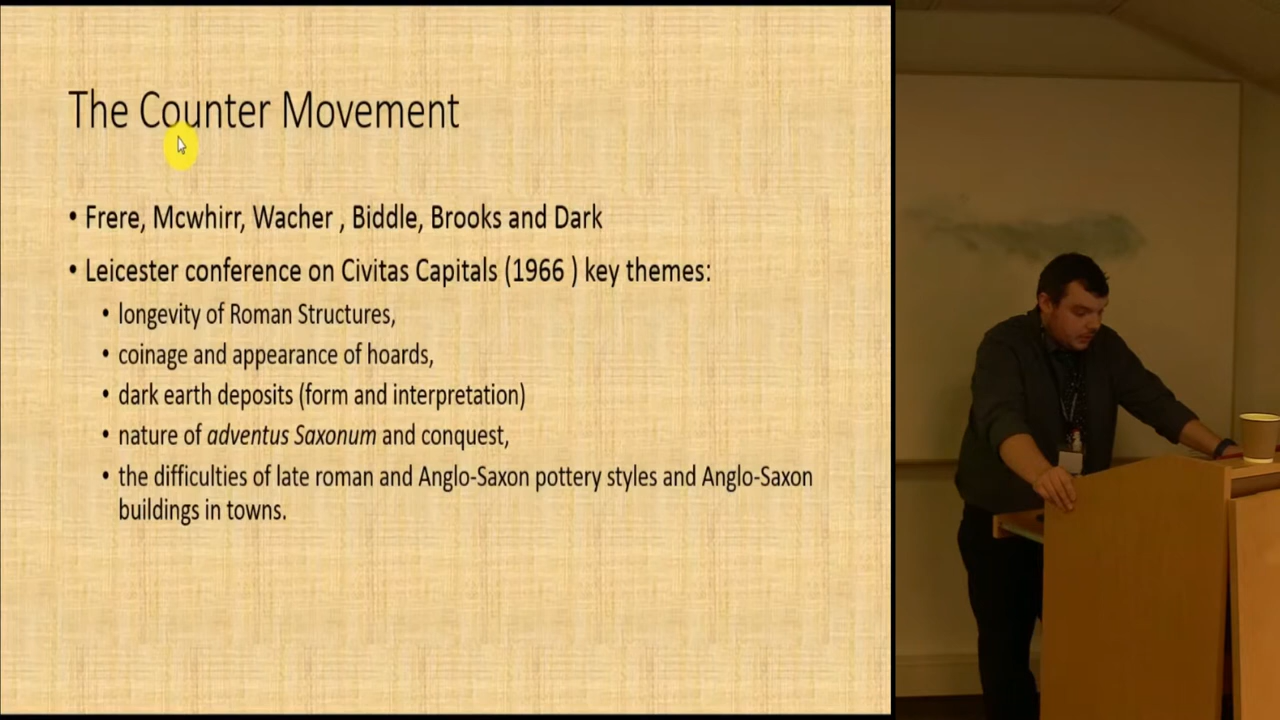 The Counter Movement
• Frere, Mcwhirr, Wacher , Biddle, Brooks and Dark
• Leicester conference on Civitas Capitals (1966 ) key themes:
• longevity of Roman Structures,
• coinage and appearance of hoards,
• dark earth deposits (form and interpretation)
• nature of adventus Saxonum and conquest,
• the difficulties of late roman and Anglo-Saxon pottery styles and Anglo-Saxon
buildings in towns.